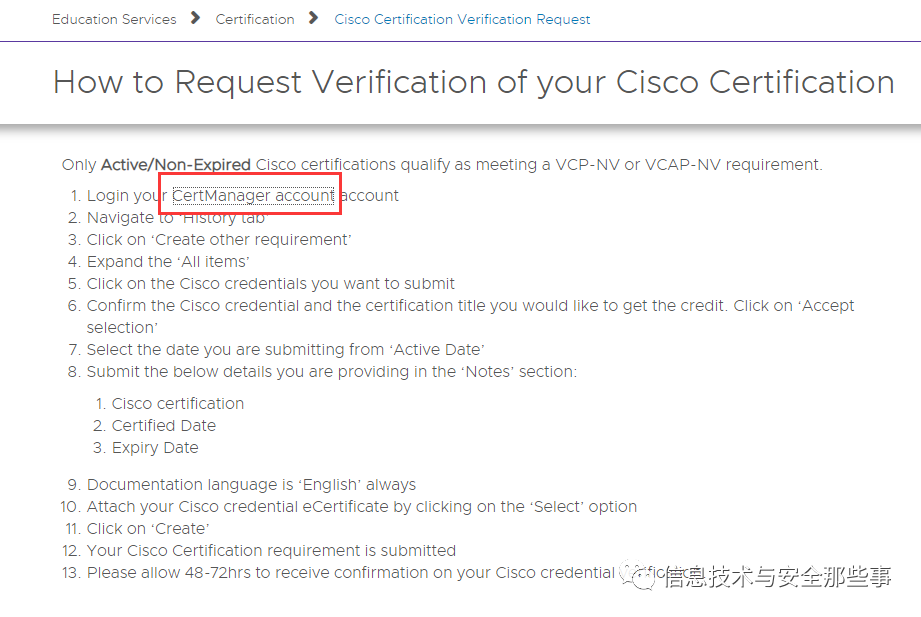 Education Services > Certification > Cisco Certification Verification Request
How to Request Verification of your Cisco Certification
Only Active/Non-Expired Cisco certifications qualify as meeting a VCP-NV or VCAP-NV requirement.
1. Login your CertManager account account
2. Navigate to ‘History tab’
3. Click on ‘Create other requirement’
4. Expand the ‘All items’
5. Click on the Cisco credentials you want to submit
6. Confirm the Cisco credential and the certification title you would like to get the credit. Click on ‘Accept
selection’
7. Select the date you are submitting from ‘Active Date’
8. Submit the below details you are providing in the ‘Notes’ section:
1. Cisco certification
2. Certified Date
3. Expiry Date
9. Documentation language is ‘English’ always
10. Attach your Cisco credential eCertificate by clicking on the ‘Select’ option
11. Click on ‘Create’
12. Your Cisco Certification requirement is submitted
13. Please allow 48-72hrs to receive confirmation on your Cisco credential
信息技术与安全那些事